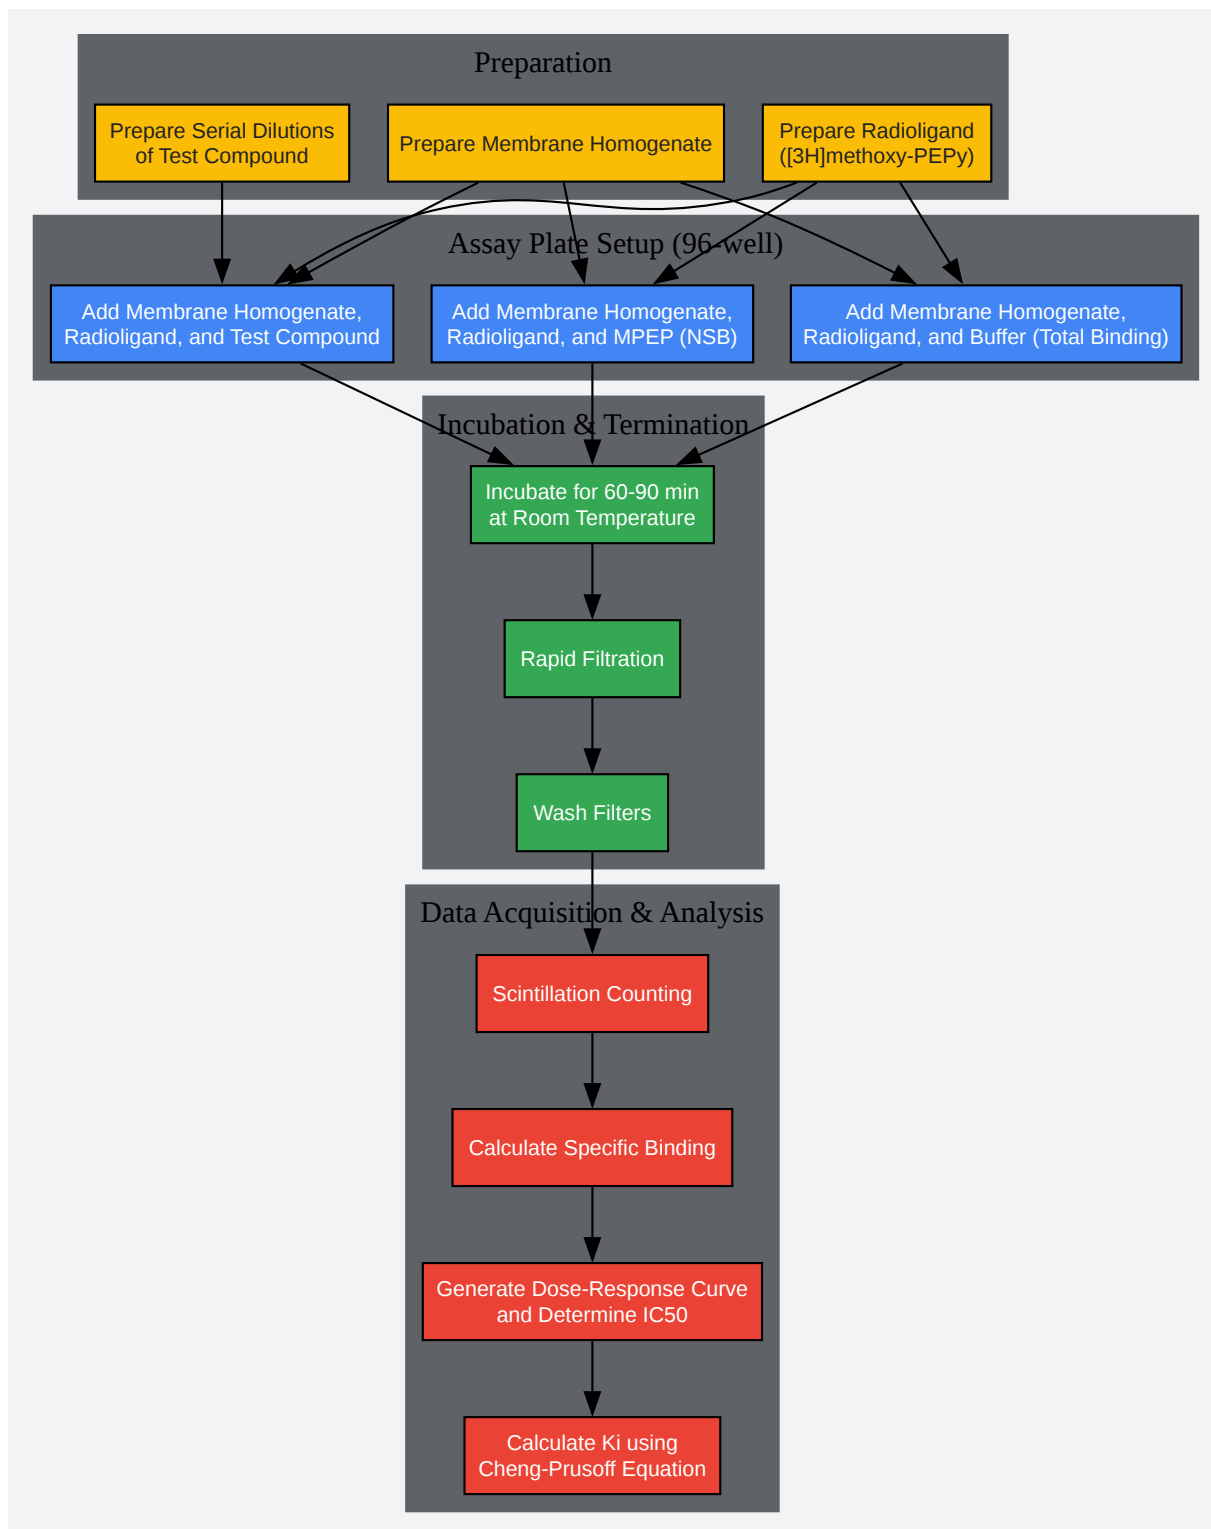 Preparation
Prepare Serial Dilutions
of Test Compound
Prepare Membrane Homogenate
Prepare Radioligand
([3H]methoxy-PEPy)
Assay Plate Setup (96-well)
Add Membrane Homogenate,
Radioligand, and Test Compound
Add Membrane Homogenate,
Radioligand, and MPEP (NSB)
Add Membrane Homogenate,
Radioligand, and Buffer (Total Binding)
Incubation & Termination
Incubate for 60-90 min
at Room Temperature
Rapid Filtration
Wash Filters
Data Acquisition & Analysis
Scintillation Counting
Calculate Specific Binding
Generate Dose-Response Curve
and Determine IC50
Calculate Ki using
Cheng-Prusoff Equation